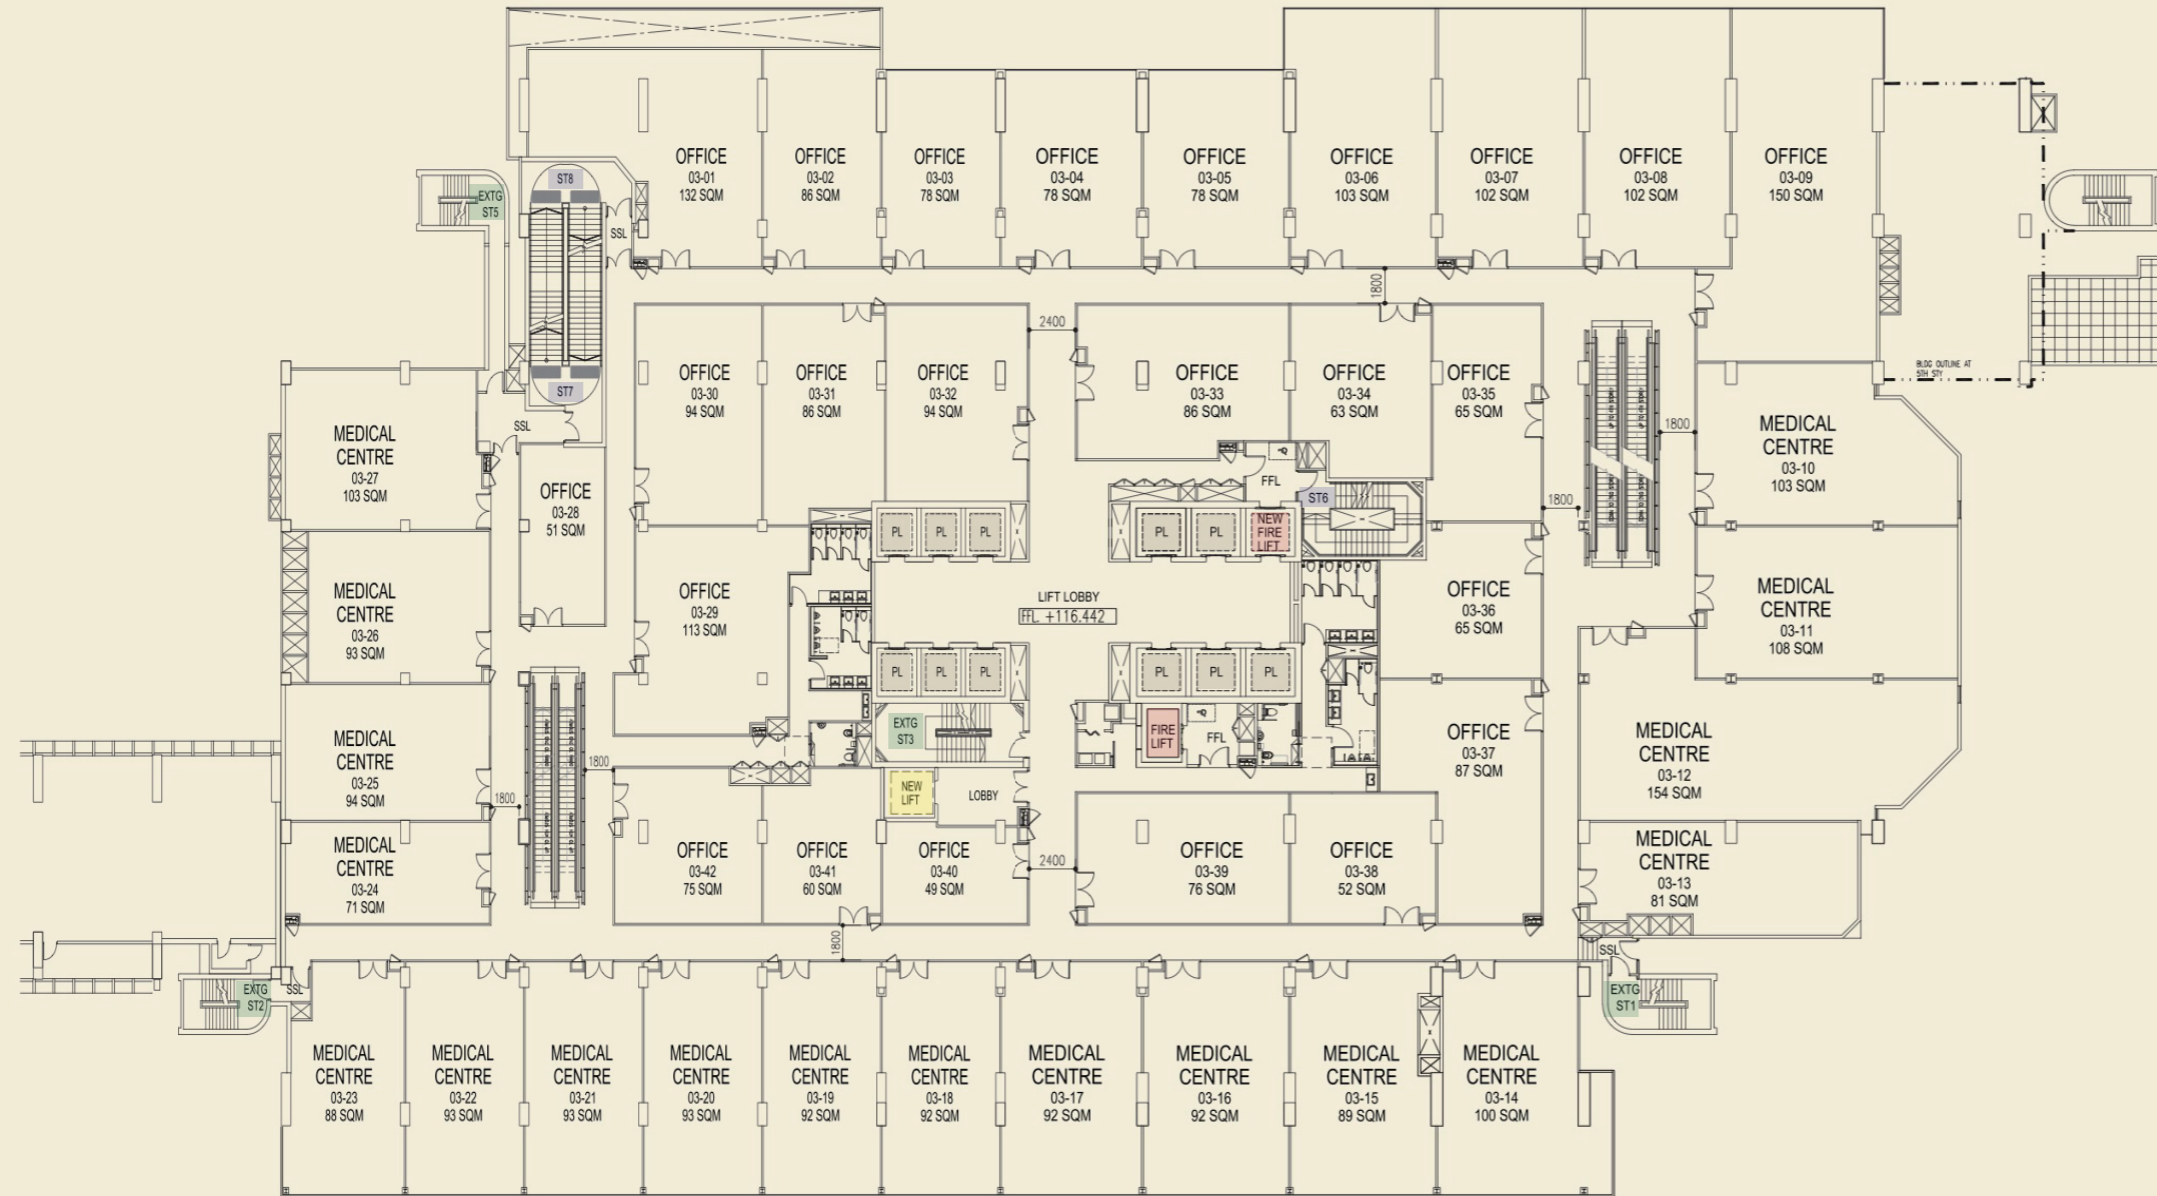 OFFICE
03-01
132 SQM
OFFICE
03-02
86 SQM
OFFICE
03-03
78 SQM
OFFICE
03-04
78 SQM
OFFICE
03-05
78 SQM
OFFICE
03-06
103 SQM
OFFICE
03-07
102 SQM
OFFICE
03-08
102 SQM
OFFICE
03-09
150 SQM
ST8
EXTG
ST5
SSL
1800
2400
ST7
SSL
OFFICE
03-30
94 SQM
OFFICE
03-31
86 SQM
OFFICE
03-32
94 SQM
OFFICE
03-33
86 SQM
OFFICE
03-34
63 SQM
OFFICE
03-35
65 SQM
BLDG OUTLINE AT
5TH STY
1800
MEDICAL
CENTRE
03-10
103 SQM
MEDICAL
CENTRE
03-27
103 SQM
OFFICE
03-28
51 SQM
FFL
ST6
1800
PL
PL
PL
PL
PL
NEW
FIRE
LIFT
MEDICAL
CENTRE
03-26
93 SQM
OFFICE
03-29
113 SQM
LIFT LOBBY
FFL. +116.442
OFFICE
03-36
65 SQM
MEDICAL
CENTRE
03-11
108 SQM
PL
PL
PL
PL
PL
PL
MEDICAL
CENTRE
03-25
94 SQM
1800
1800
EXTG
ST3
FIRE
LIFT
FFL
OFFICE
03-37
87 SQM
MEDICAL
CENTRE
03-12
154 SQM
NEW
LIFT
LOBBY
MEDICAL
CENTRE
03-24
71 SQM
OFFICE
03-42
75 SQM
OFFICE
03-41
60 SQM
OFFICE
03-40
49 SQM
2400
OFFICE
03-39
76 SQM
OFFICE
03-38
52 SQM
MEDICAL
CENTRE
03-13
81 SQM
1800
SSL
EXTG
ST2
SSL
EXTG
ST1
MEDICAL
CENTRE
03-23
88 SQM
MEDICAL
CENTRE
03-22
93 SQM
MEDICAL
CENTRE
03-21
93 SQM
MEDICAL
CENTRE
03-20
93 SQM
MEDICAL
CENTRE
03-19
92 SQM
MEDICAL
CENTRE
03-18
92 SQM
MEDICAL
CENTRE
03-17
92 SQM
MEDICAL
CENTRE
03-16
92 SQM
MEDICAL
CENTRE
03-15
89 SQM
MEDICAL
CENTRE
03-14
100 SQM